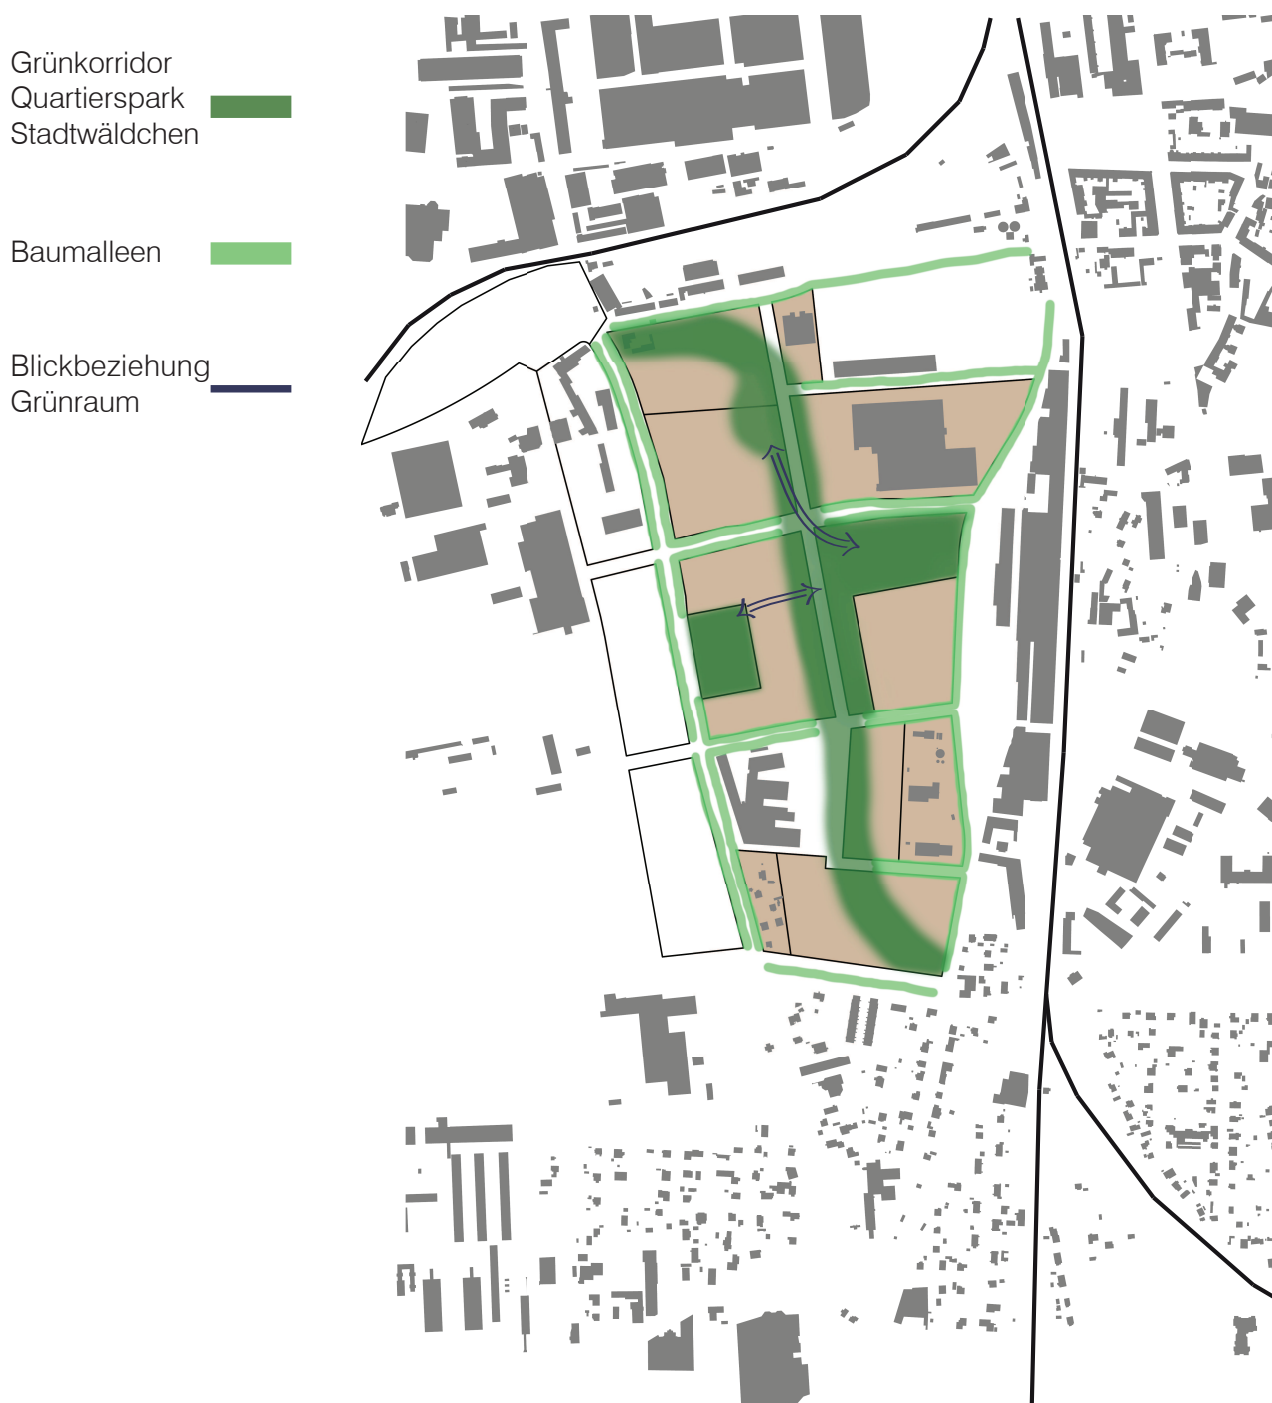 Grünkorridor
Quartierspark
Stadtwäldchen
Baumalleen
Blickbeziehung
Grünraum